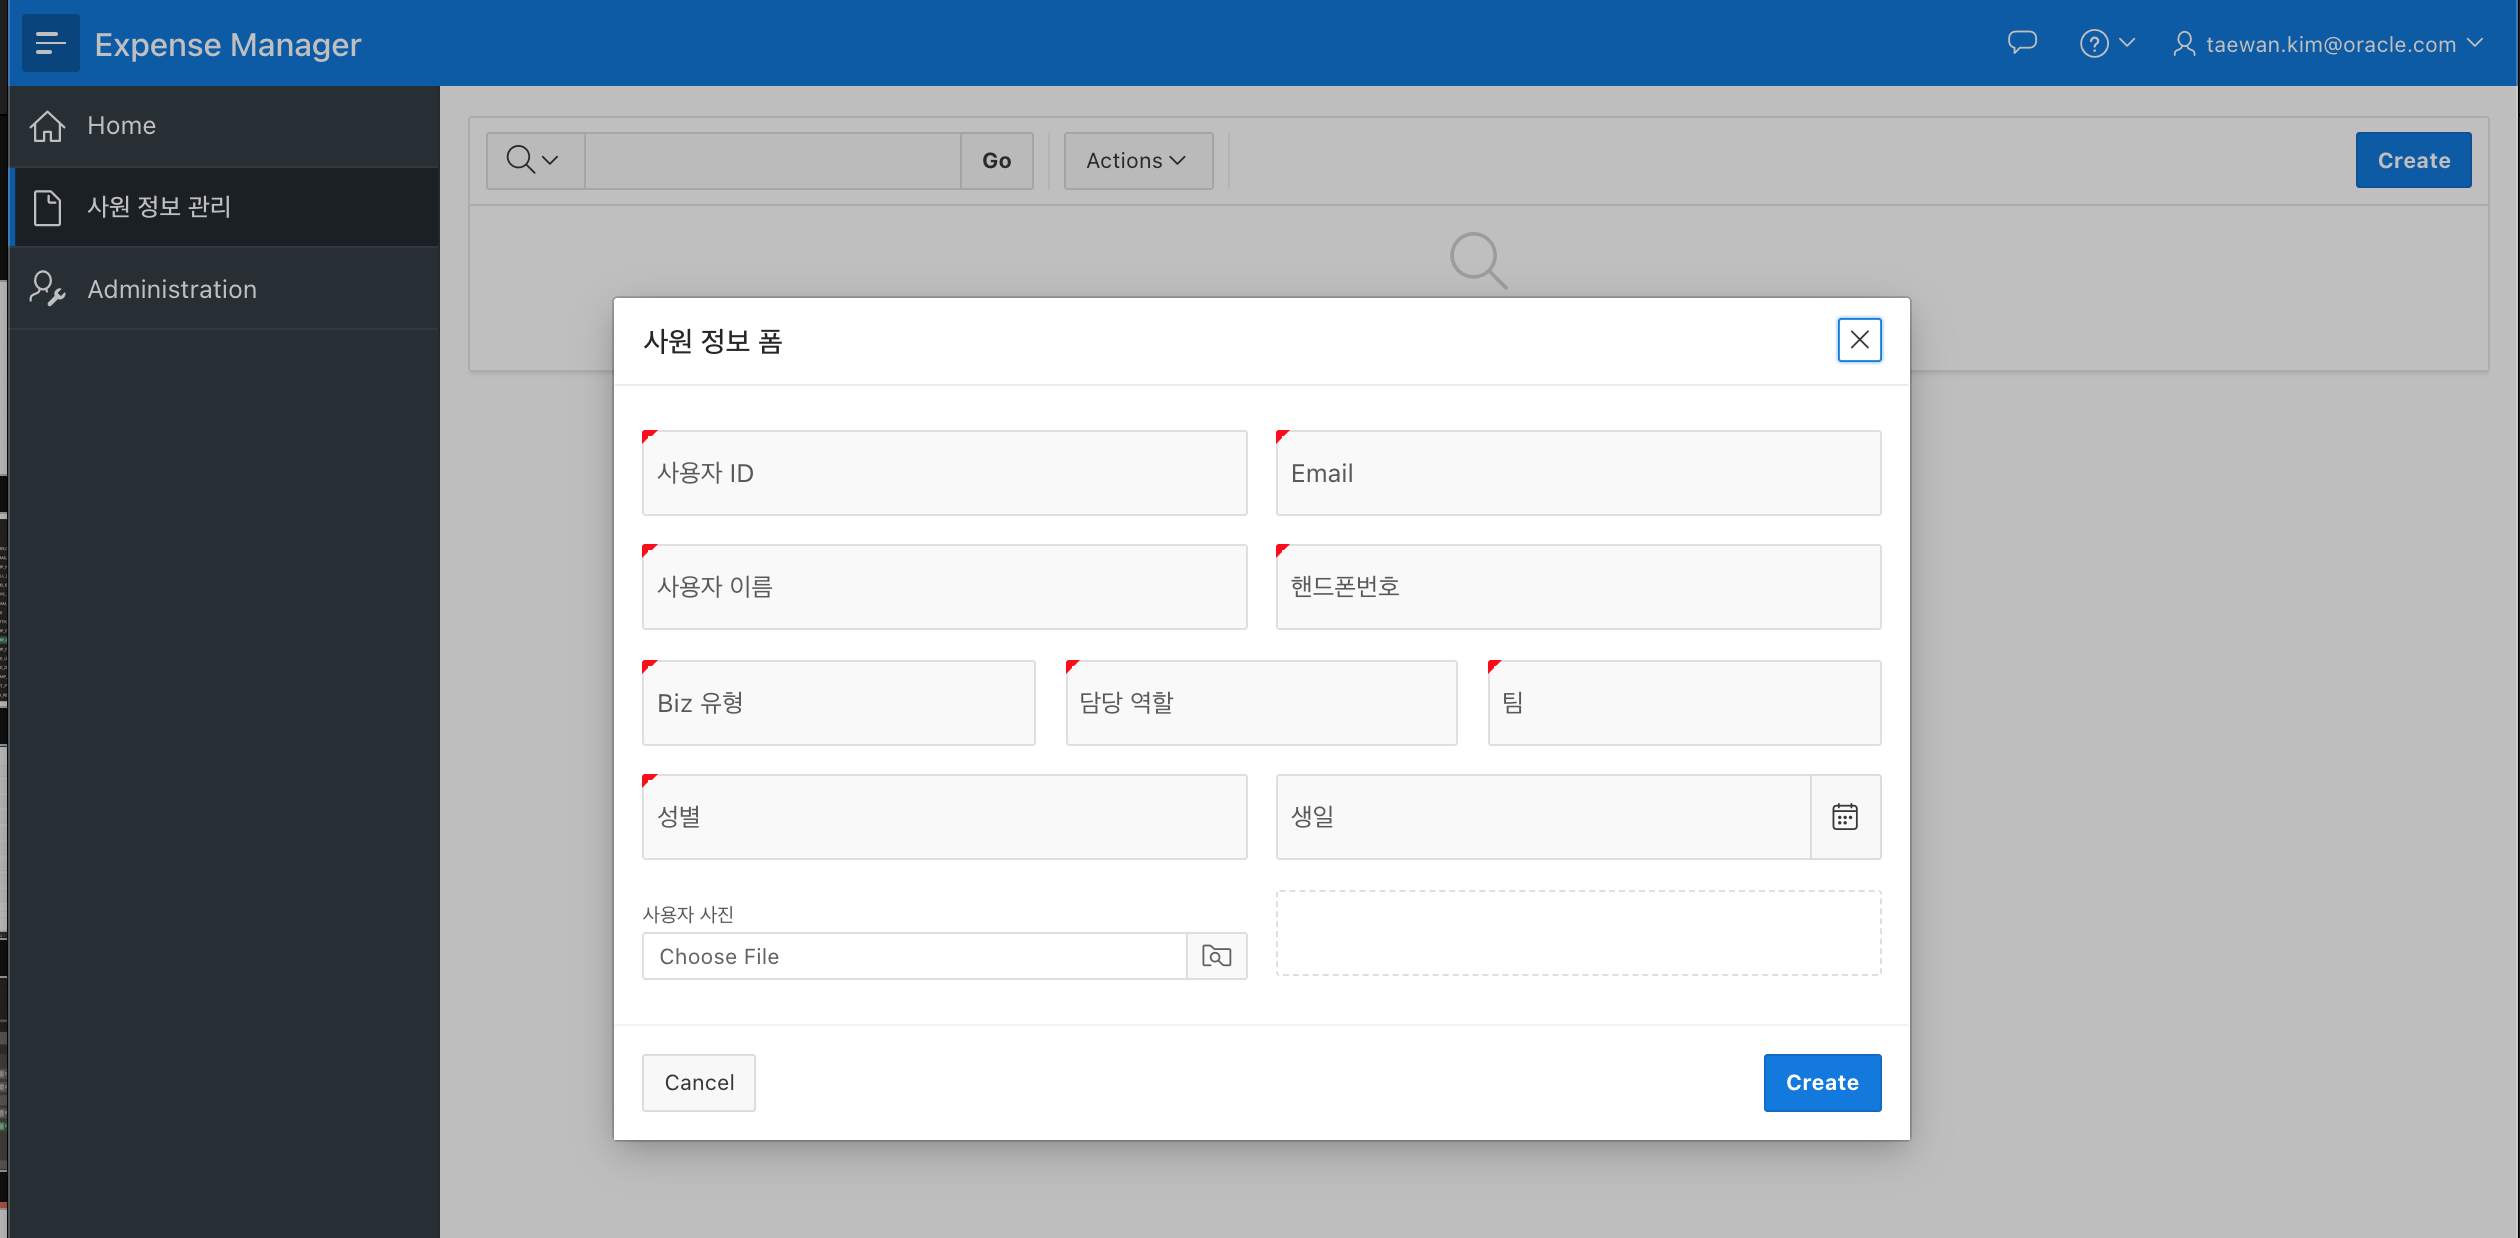 Expense Manager
taewan.kim@oracle.com
Home
사원 정보 관리
Administration
Go
Actions
Create
사원 정보 폼
사용자 ID
Email
사용자 이름
핸드폰번호
Biz 유형
담당 역할
팀
성별
생일
사용자 사진
Choose File
Cancel
Create